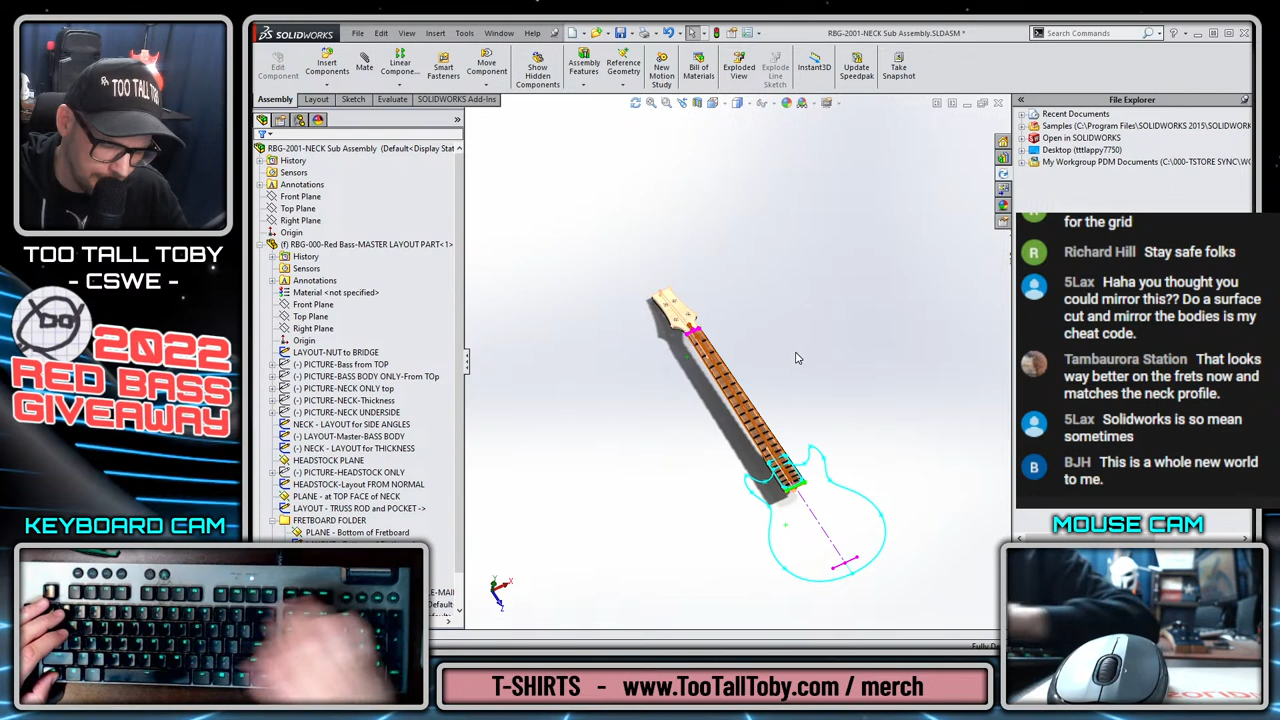 TOO TALL TOBY
TOO TALL TOBY
- CSWE -
2022
RED BASS
GIVEAWAY
KEYBOARD CAM
SOLIDWORKS
File
Edit
View
Insert
Tools
Window
Help
RBG-2001-NECK Sub Assembly.SLDASM *
Search Commands
Edit
Component
Insert
Components
Mate
Linear
Compone...
Smart
Fasteners
Move
Component
Show
Hidden
Components
Assembly
Features
Reference
Geometry
New
Motion
Study
Bill of
Materials
Exploded
View
Explode
Line
Sketch
Instant3D
Update
Speedpak
Take
Snapshot
Assembly
Layout
Sketch
Evaluate
SOLIDWORKS Add-Ins
RBG-2001-NECK Sub Assembly (Default<Display Stat
History
Sensors
Annotations
Front Plane
Top Plane
Right Plane
Origin
(f) RBG-000-Red Bass-MASTER LAYOUT PART<1>
History
Sensors
Annotations
Material <not specified>
Front Plane
Top Plane
Right Plane
Origin
LAYOUT-NUT to BRIDGE
(-) PICTURE-Bass from TOP
(-) PICTURE-BASS BODY ONLY-From TOp
(-) PICTURE-NECK ONLY top
(-) PICTURE-NECK-Thickness
(-) PICTURE-NECK UNDERSIDE
NECK - LAYOUT for SIDE ANGLES
(-) LAYOUT-Master-BASS BODY
(-) NECK - LAYOUT for THICKNESS
HEADSTOCK PLANE
(-) PICTURE-HEADSTOCK ONLY
HEADSTOCK-Layout FROM NORMAL
PLANE - at TOP FACE of NECK
LAYOUT - TRUSS ROD and POCKET ->
FRETBOARD FOLDER
PLANE - Bottom of Fretboard
File Explorer
Recent Documents
Samples (C:\Program Files\SOLIDWORKS 2015\SOLIDWORK
Open in SOLIDWORKS
Desktop (tttlappy7750)
My Workgroup PDM Documents (C:\000-TSTORE SYNC\WO
for the grid
Richard Hill Stay safe folks
5Lax Haha you thought you
could mirror this?? Do a surface
cut and mirror the bodies is my
cheat code.
Tambaurora Station That looks
way better on the frets now and
matches the neck profile.
5Lax Solidworks is so mean
sometimes
BJH This is a whole new world
to me.
MOUSE CAM
T-SHIRTS - www.TooTallToby.com / merch